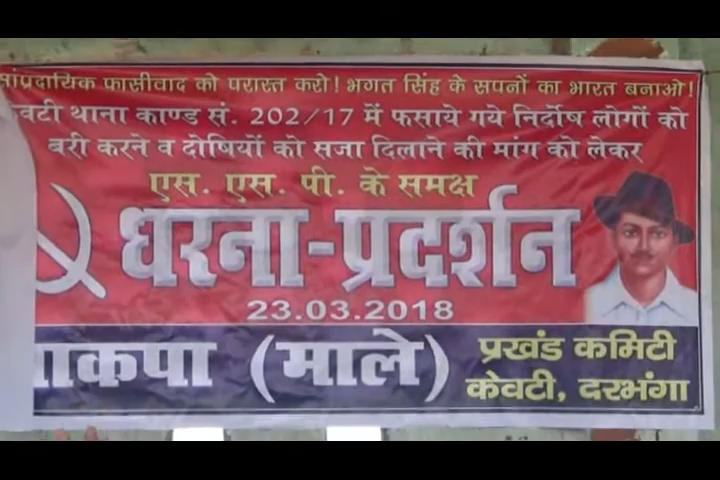 सांप्रदायिक फासीवाद को परास्त करो! भगत सिंह के सपनों का भारत बनाओ!
वटी थाना काण्ड सं. 202/17 में फसाये गये निर्दोष लोगों को
बरी करने व दोषियों को सजा दिलाने की मांग को लेकर
एस. एस. पी. के समक्ष
धरना-प्रदर्शन
23.03.2018
ाकपा (माले)
प्रखंड कमिटी
केवटी, दरभंगा